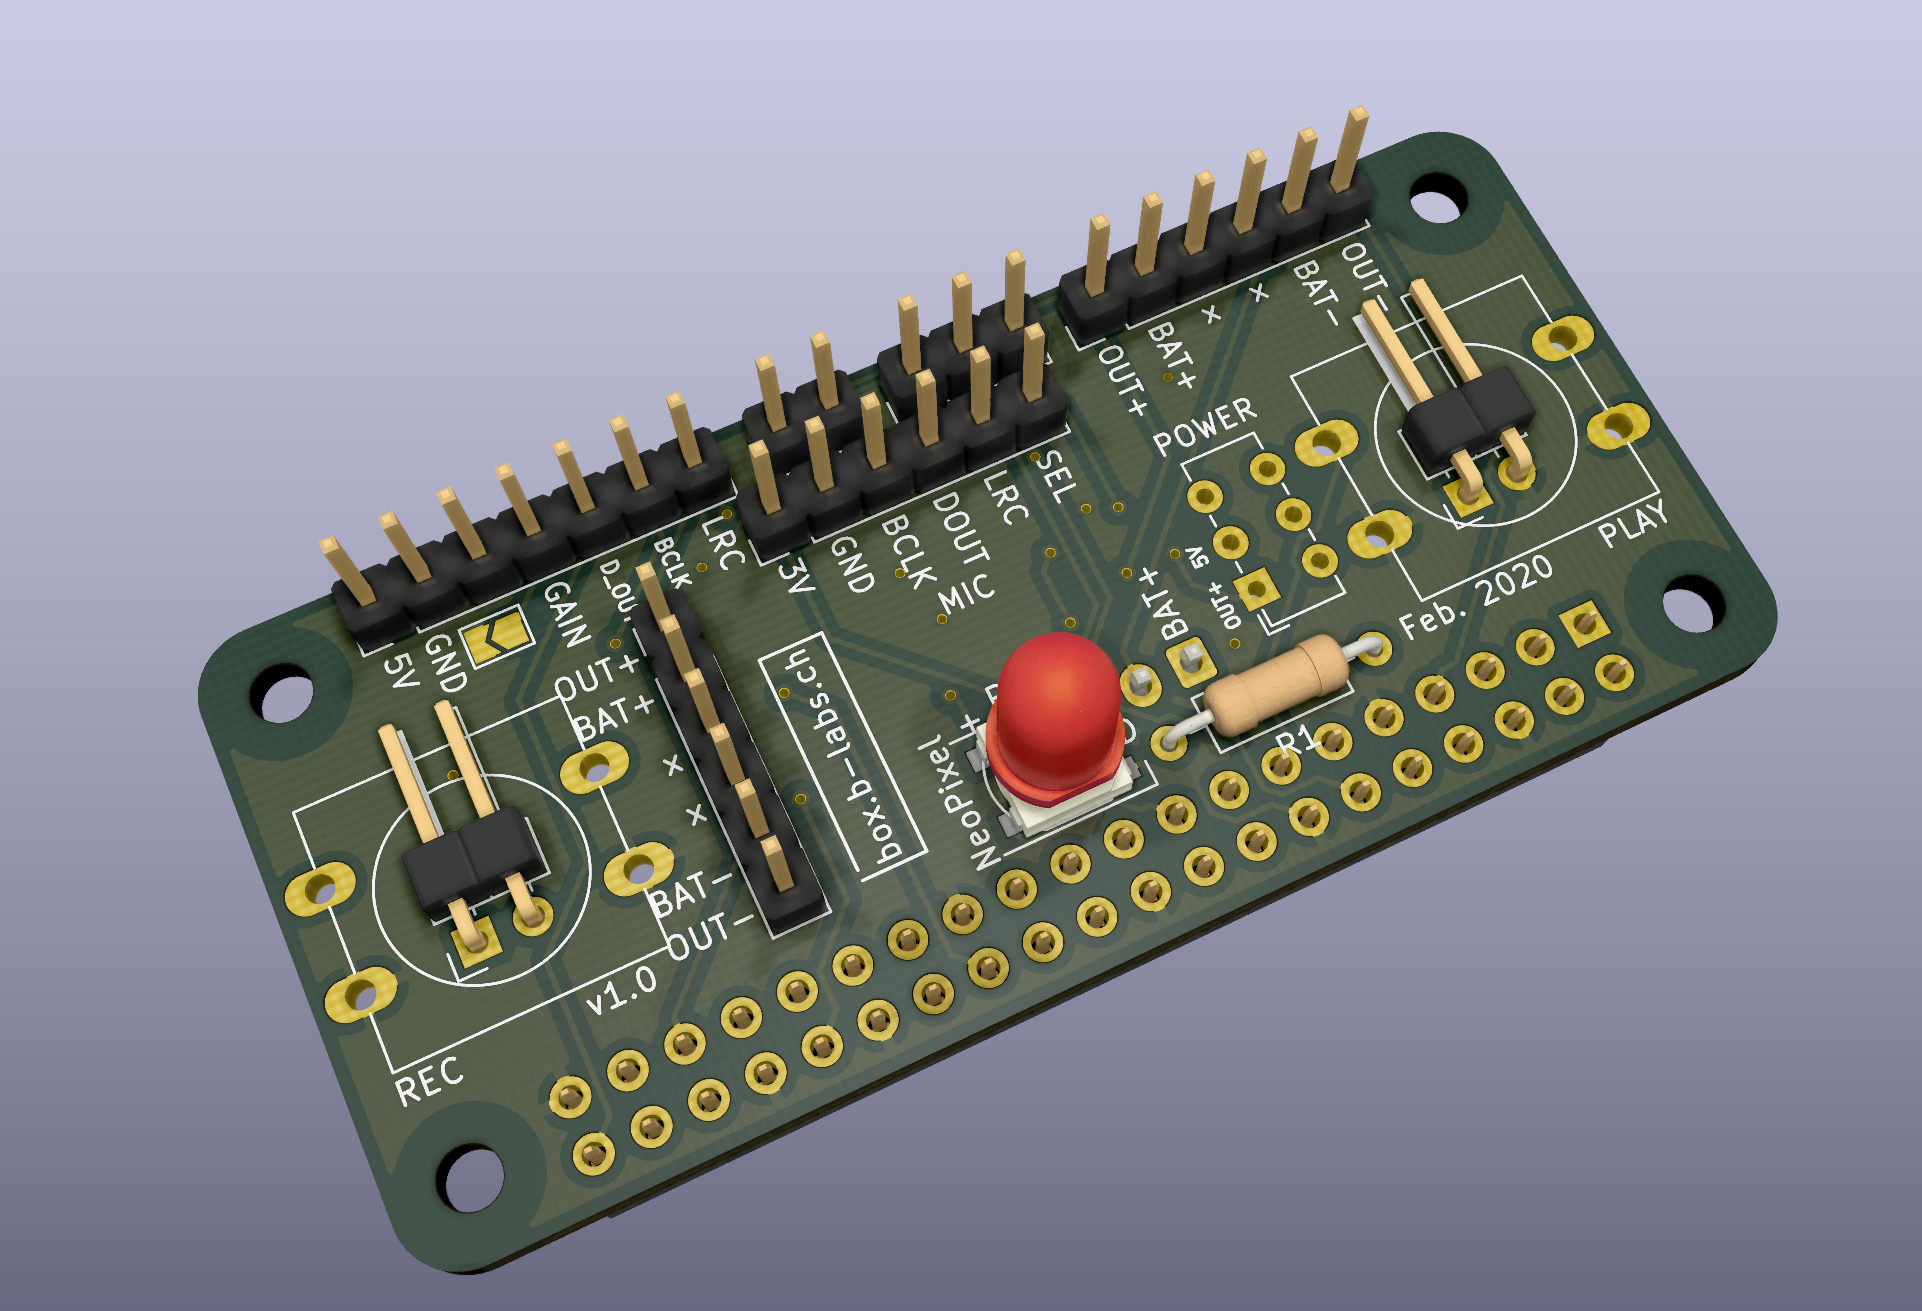 OUT-
BAT-
x
x
BAT+
OUT+
POWER
SEL
LRC
DOUT
BCLK
GND
3V
MIC
LRC
BCLK
GAIN
GND
5V
5V
OUT+
BAT+
PLAY
Feb. 2020
R1
OUT+
BAT+
x
x
BAT-
OUT-
box.b-labs.ch
+
NeoPixel
v1.0
REC